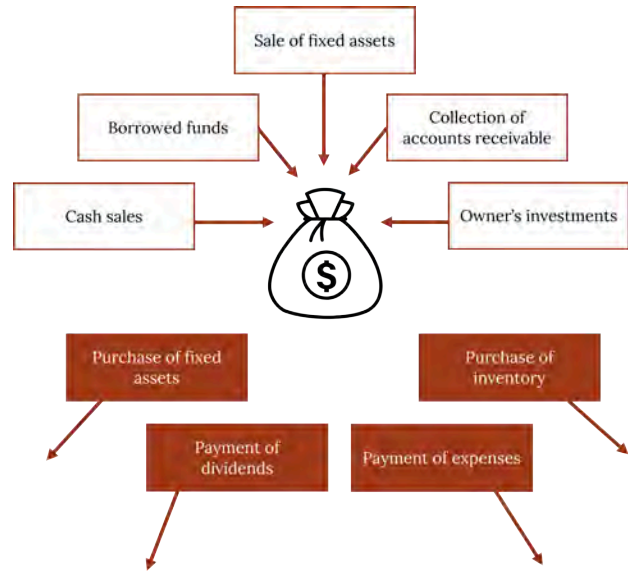 Sale of fixed assets
Borrowed funds
Collection of
accounts receivable
Cash sales
Owner's investments
$
Purchase of fixed
assets
Purchase of
inventory
Payment of
dividends
Payment of expenses